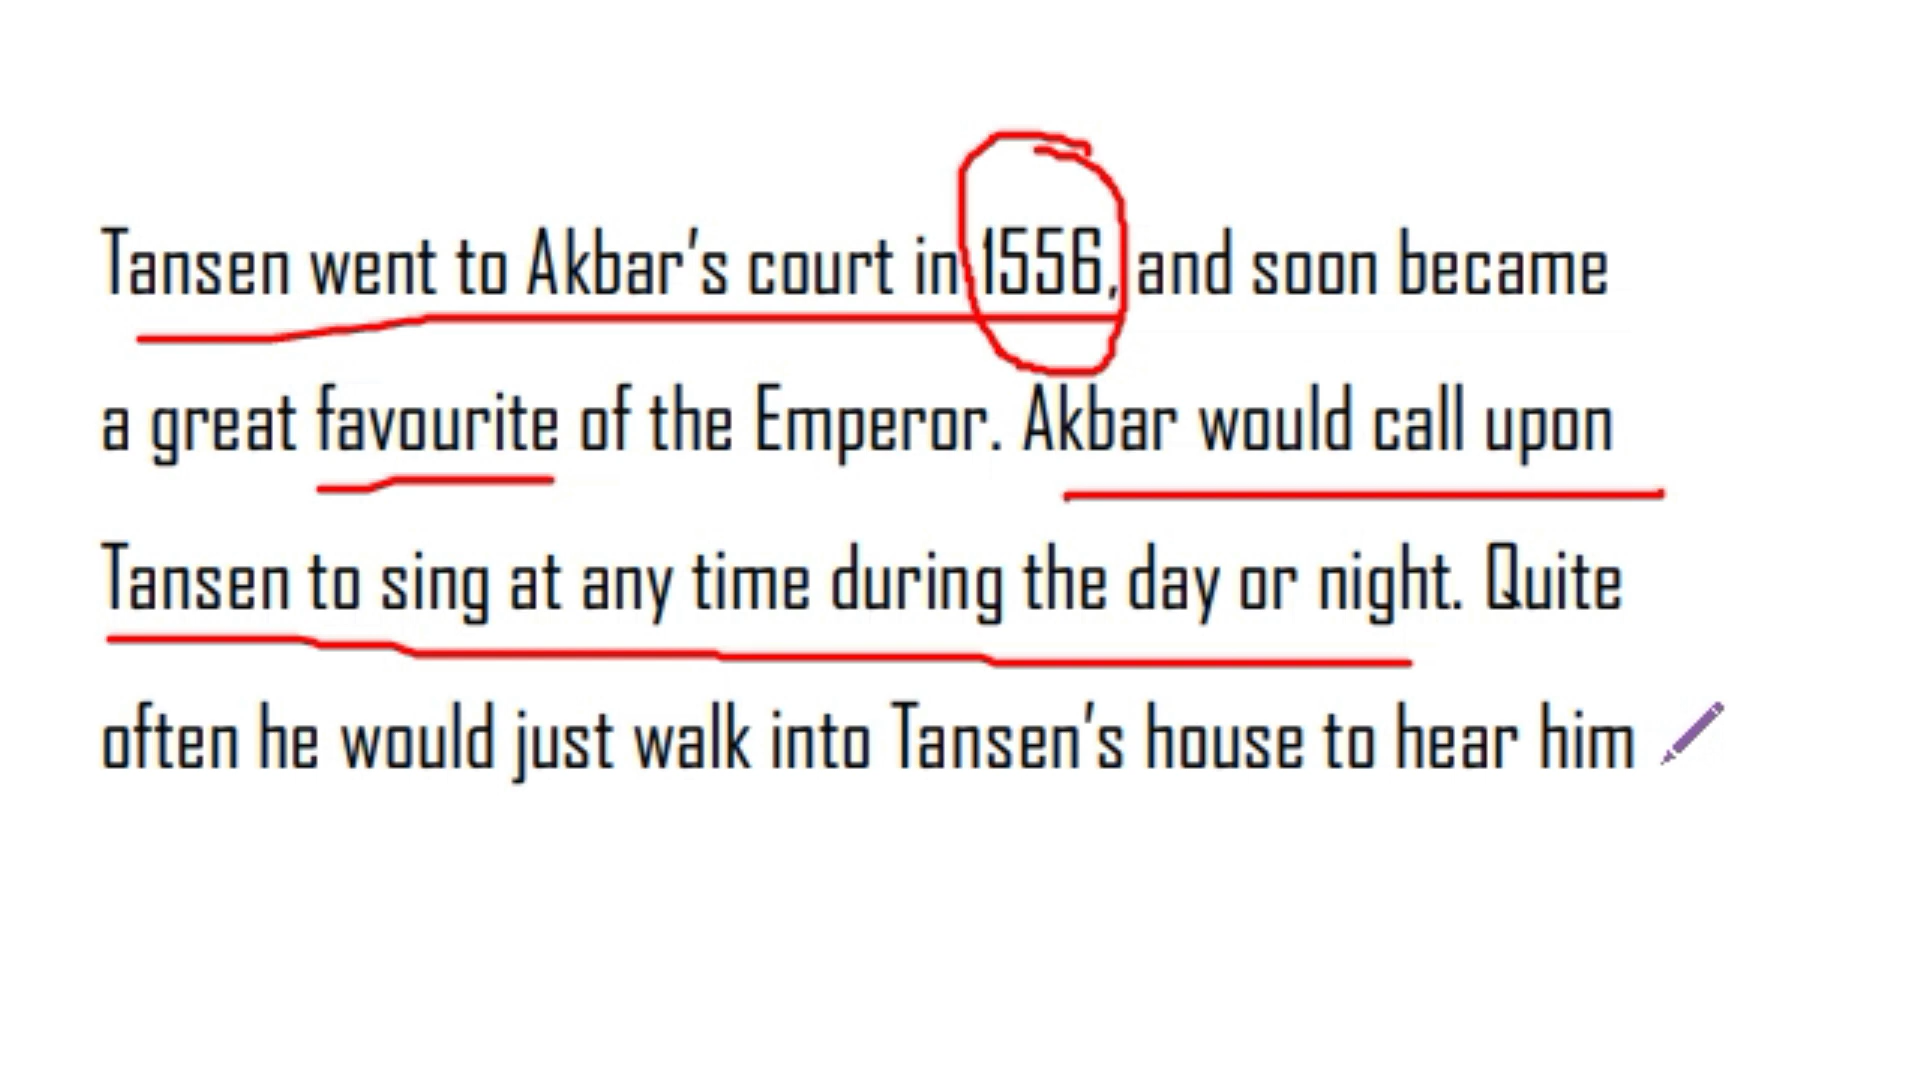 Tansen went to Akbar's court in 1556, and soon became
a great favourite of the Emperor. Akbar would call upon
Tansen to sing at any time during the day or night. Quite
often he would just walk into Tansen's house to hear him